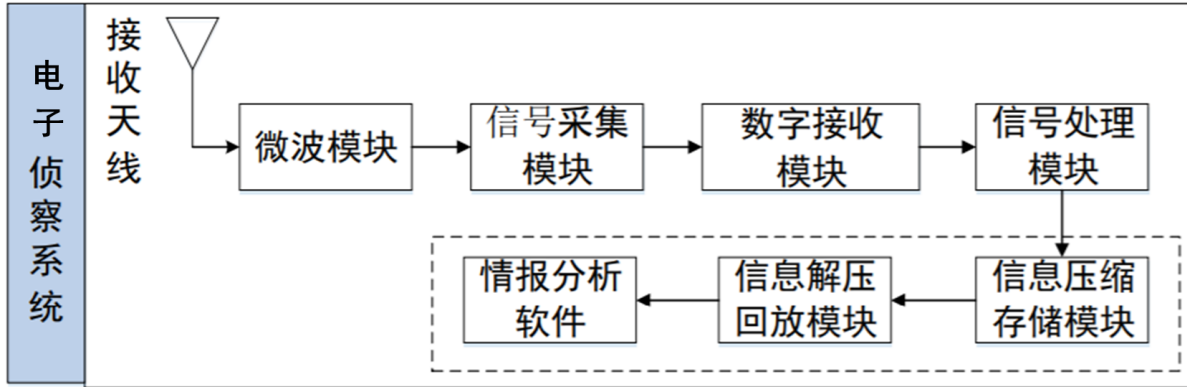 电子侦察系统
接收天线
微波模块
信号采集
模块
数字接收
模块
信号处理
模块
情报分析
软件
信息解压
回放模块
信息压缩
存储模块